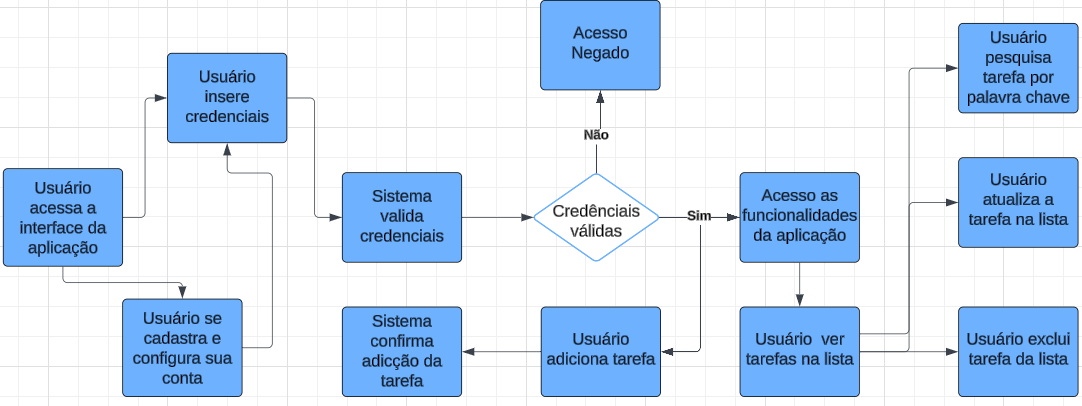 Usuário
acessa a
interface da
aplicação
Usuário
insere
credenciais
Usuário se
cadastra e
configura sua
conta
Sistema
valida
credenciais
Credênciais
válidas
Não
Acesso
Negado
Sim
Acesso as
funcionalidades
da aplicação
Usuário
adiciona tarefa
Sistema
confirma
adicção da
tarefa
Usuário  ver
tarefas na lista
Usuário
pesquisa
tarefa por
palavra chave
Usuário
atualiza a
tarefa na lista
Usuário exclui
tarefa da lista